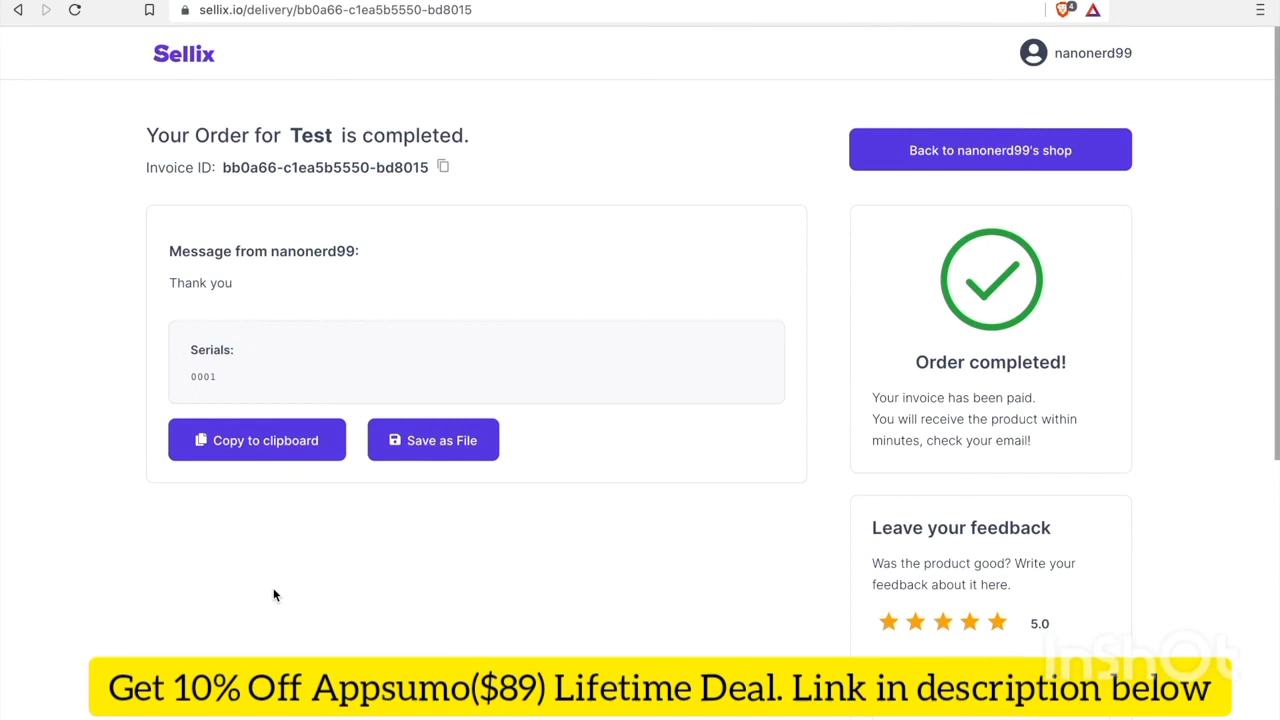 sellix.io/delivery/bb0a66-c1ea5b5550-bd8015
4
Sellix
nanonerd99
Your Order for Test is completed.
Invoice ID: bb0a66-c1ea5b5550-bd8015
Back to nanonerd99's shop
Message from nanonerd99:
Thank you
Serials:
0001
Copy to clipboard
Save as File
Order completed!
Your invoice has been paid.
You will receive the product within
minutes, check your email!
Leave your feedback
Was the product good? Write your
feedback about it here.
5.0
InShOt
Get 10% Off Appsumo($89) Lifetime Deal. Link in description below